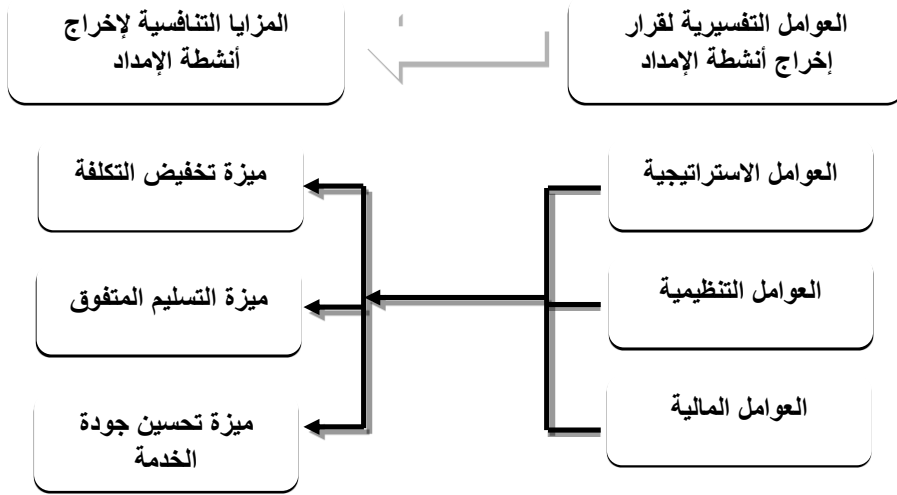 العوامل التفسيرية لقرار
إخراج أنشطة الإمداد
المزايا التنافسية لإخراج
أنشطة الإمداد
العوامل الاستراتيجية
ميزة تخفيض التكلفة
العوامل التنظيمية
ميزة التسليم المتفوق
العوامل المالية
ميزة تحسين جودة
الخدمة